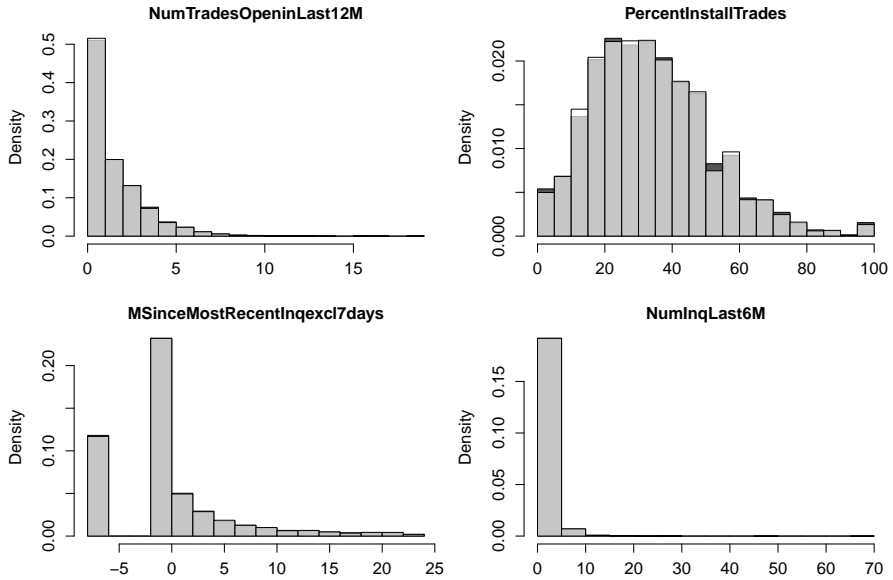 NumTradesOpeninLast12M
Density
0.0 0.1 0.2 0.3 0.4 0.5
0 5 10 15
PercentInstallTrades
Density
0.000 0.010 0.020
0 20 40 60 80 100
MSinceMostRecentInqexcl7days
Density
0.00 0.10 0.20
−5 0 5 10 15 20 25
NumInqLast6M
Density
0.00 0.05 0.10 0.15
0 10 20 30 40 50 60 70